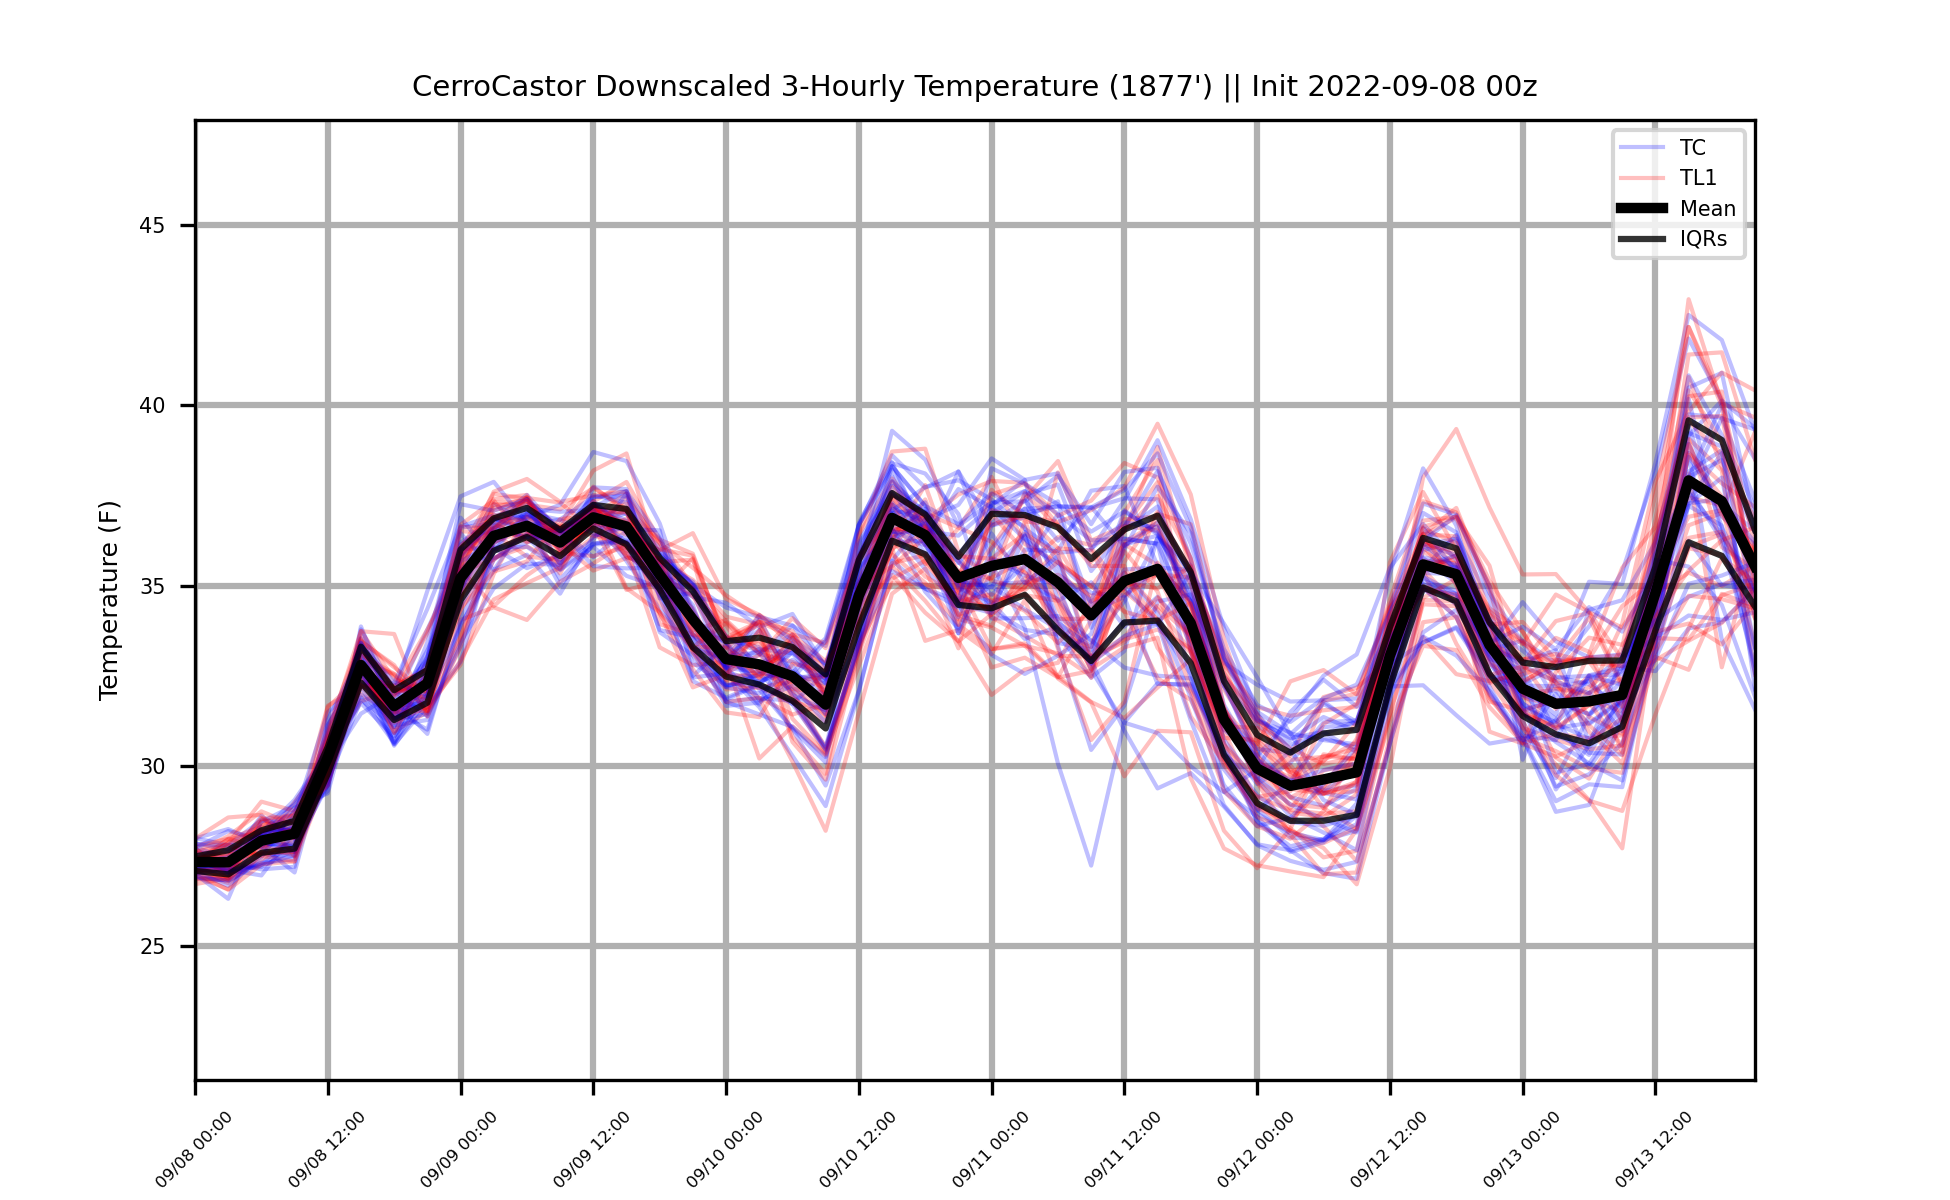 CerroCastor Downscaled 3-Hourly Temperature (1877') || Init 2022-09-08 00z
TC
TL1
Mean
IQRs
Temperature (F)
45
40
35
30
25
09/08 00:00
09/08 12:00
09/09 00:00
09/09 12:00
09/10 00:00
09/10 12:00
09/11 00:00
09/11 12:00
09/12 00:00
09/12 12:00
09/13 00:00
09/13 12:00